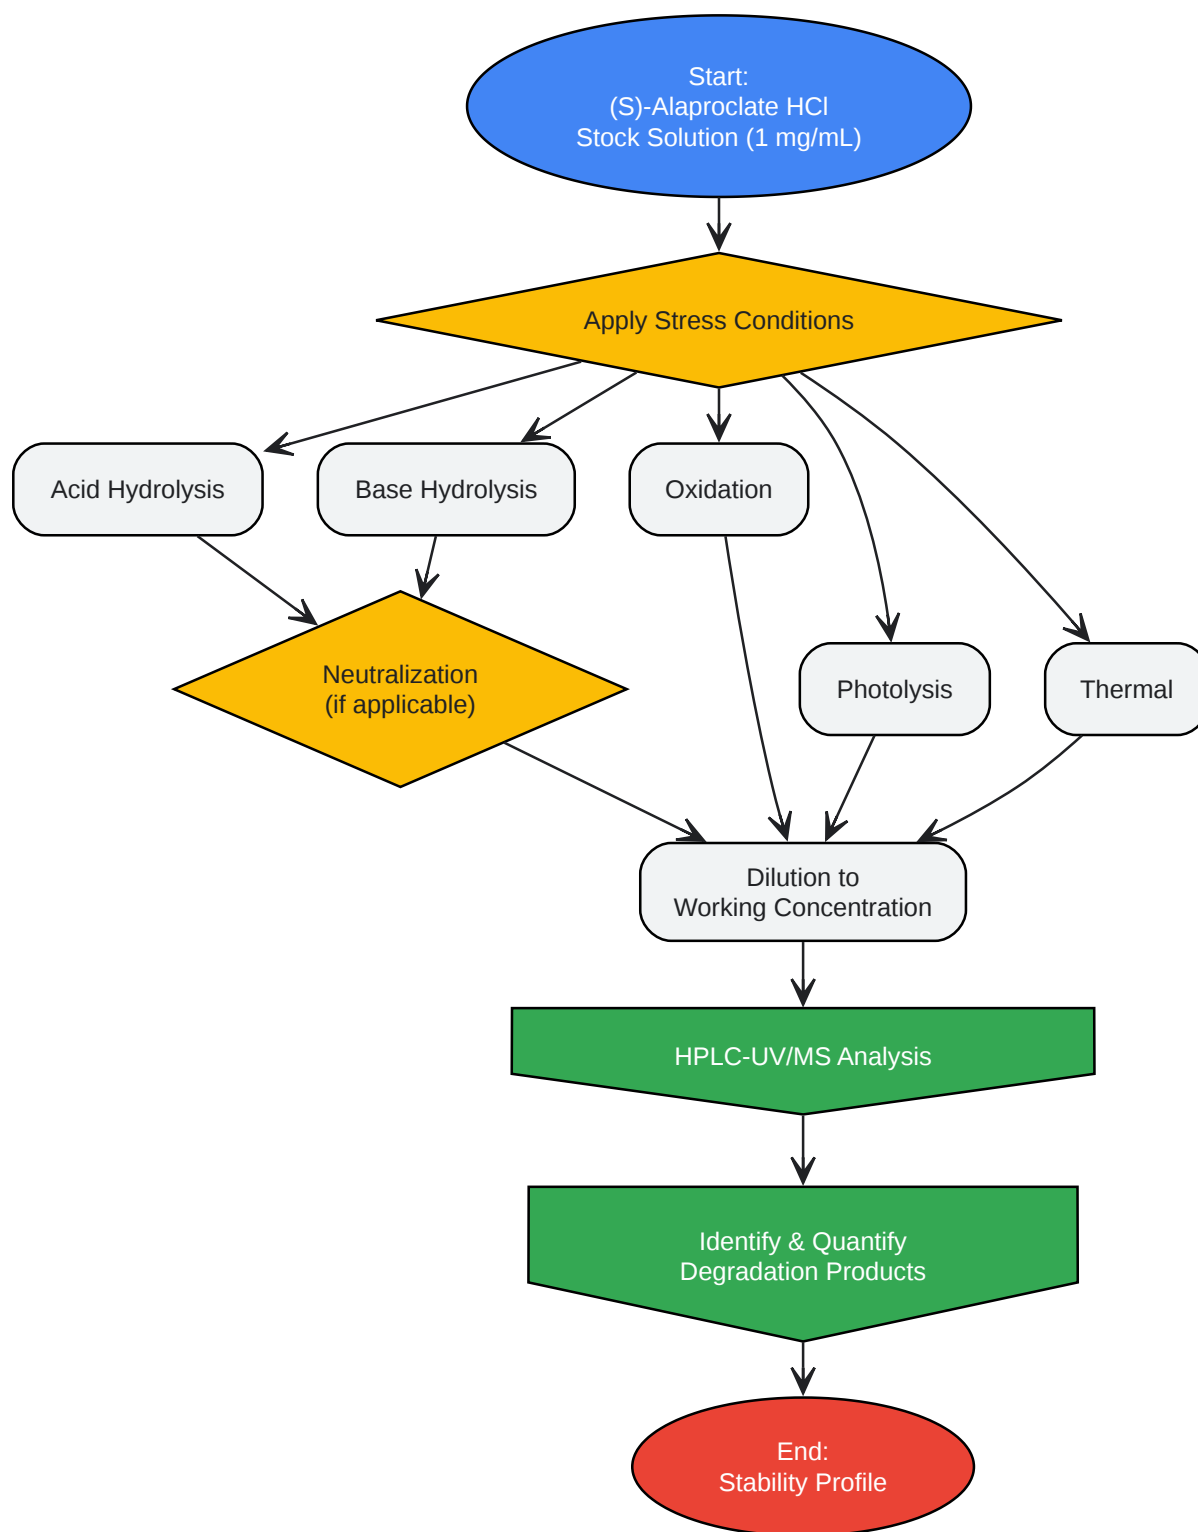 Start:
(S)-Alaproclate HCl
Stock Solution (1 mg/mL)
Apply Stress Conditions
Acid Hydrolysis
Base Hydrolysis
Oxidation
Neutralization
(if applicable)
Photolysis
Thermal
Dilution to
Working Concentration
HPLC-UV/MS Analysis
Identify & Quantify
Degradation Products
End:
Stability Profile